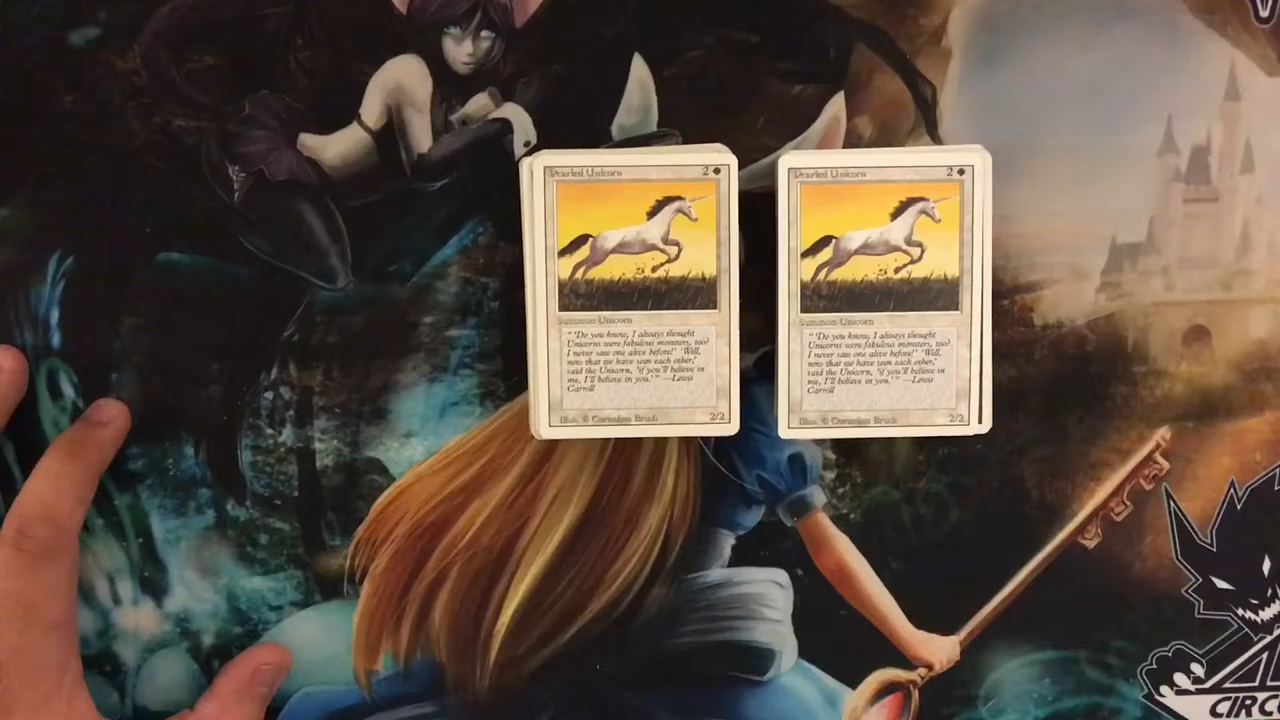 Pearled Unicorn 2
Summon Unicorn
" 'Do you know, I always thought
Unicorns were fabulous monsters, too?
I never saw one alive before!' 'Well,
now that we have seen each other,'
said the Unicorn, 'if you'll believe in
me, I'll believe in you.' " —Lewis
Carroll
Illus. © Cornelius Brudi 2/2
Pearled Unicorn 2
Summon Unicorn
" 'Do you know, I always thought
Unicorns were fabulous monsters, too?
I never saw one alive before!' 'Well,
now that we have seen each other,'
said the Unicorn, 'if you'll believe in
me, I'll believe in you.' " —Lewis
Carroll
Illus. © Cornelius Brudi 2/2